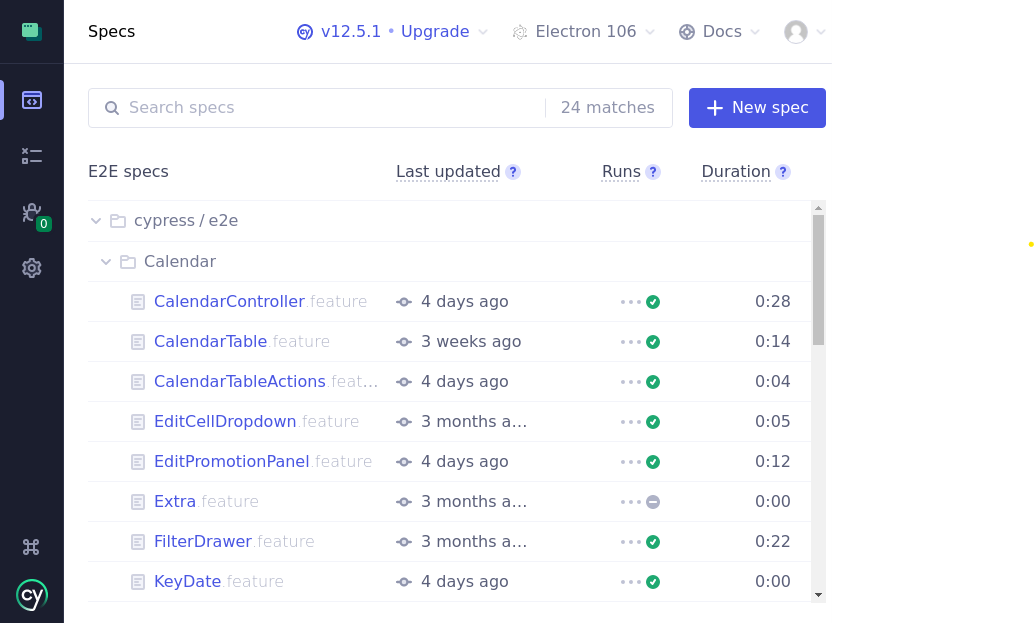 Specs
v12.5.1 • Upgrade
Electron 106
Docs
Search specs
24 matches
New spec
E2E specs
Last updated ?
Runs ?
Duration ?
cypress / e2e
Calendar
CalendarController.feature 4 days ago 0:28
CalendarTable.feature 3 weeks ago 0:14
CalendarTableActions.feat... 4 days ago 0:04
EditCellDropdown.feature 3 months a... 0:05
EditPromotionPanel.feature 4 days ago 0:12
Extra.feature 3 months a... 0:00
FilterDrawer.feature 3 months a... 0:22
KeyDate.feature 4 days ago 0:00
0
cy